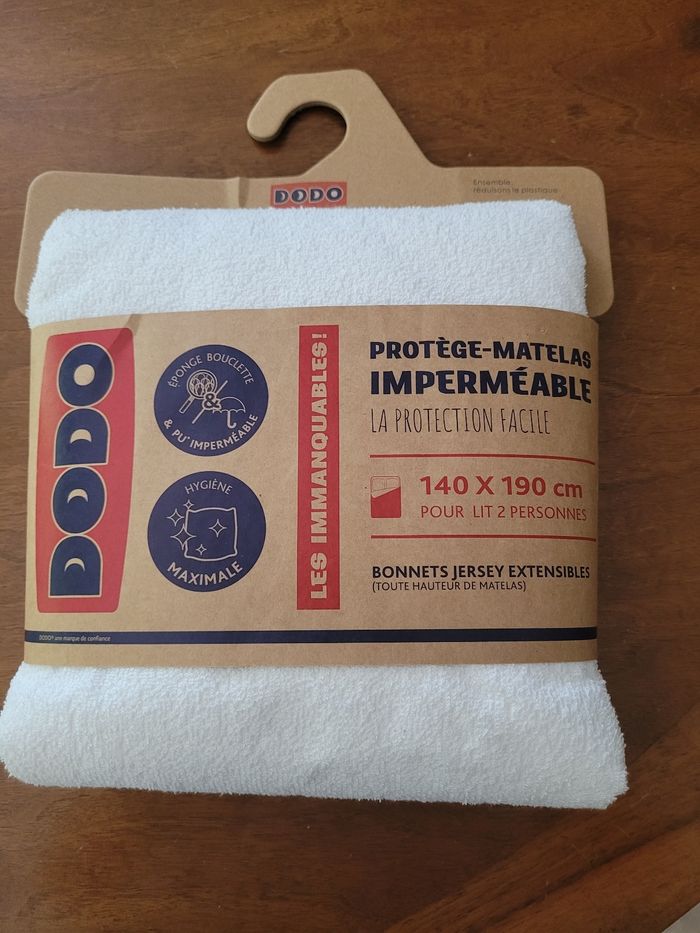 DODO
Ensemble,
réduisons le plastique
DODO
ÉPONGE BOUCLETTE
&
& PU* IMPERMÉABLE
HYGIÈNE
MAXIMALE
LES IMMANQUABLES!
PROTÈGE-MATELAS
IMPERMÉABLE
LA PROTECTION FACILE
140 X 190 cm
POUR LIT 2 PERSONNES
BONNETS JERSEY EXTENSIBLES
(TOUTE HAUTEUR DE MATELAS)
DODO® une marque de confiance